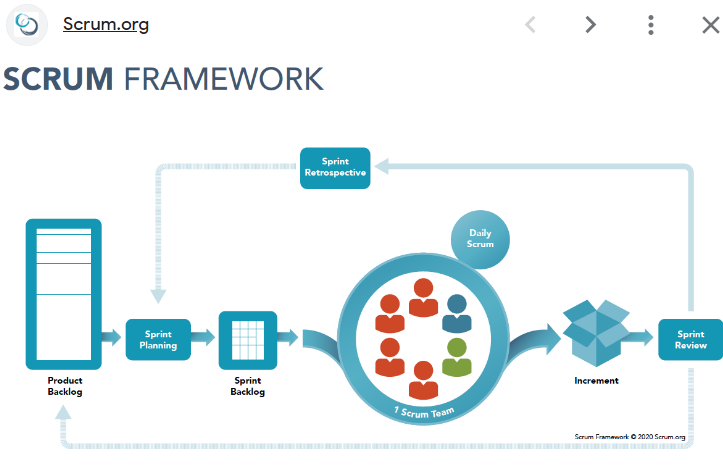 Scrum.org
SCRUM FRAMEWORK
Sprint
Retrospective
Daily
Scrum
Sprint
Planning
Sprint
Review
Product
Backlog
Sprint
Backlog
1 Scrum Team
Increment
Scrum Framework © 2020 Scrum.org